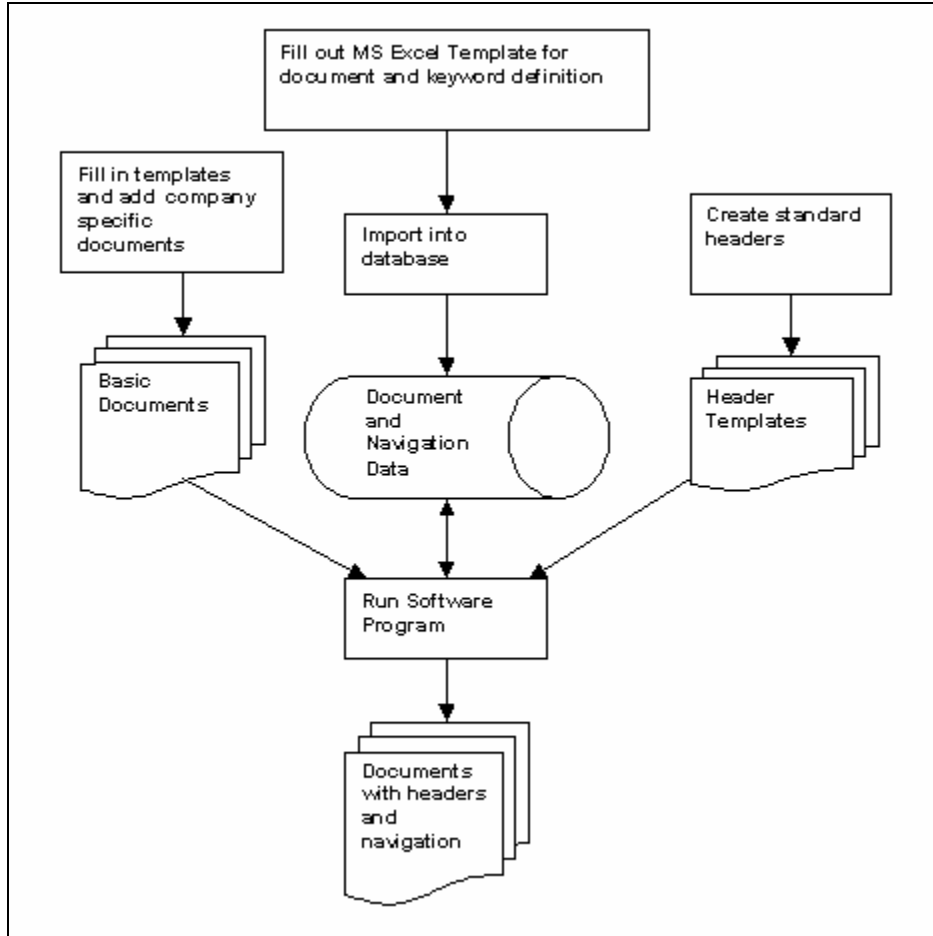 Fill out MS Excel Template for
document and keyword definition
Fill in templates
and add company
specific
documents
Import into
database
Create standard
headers
Basic
Documents
Document
and
Navigation
Data
Header
Templates
Run Software
Program
Documents
with headers
and
navigation